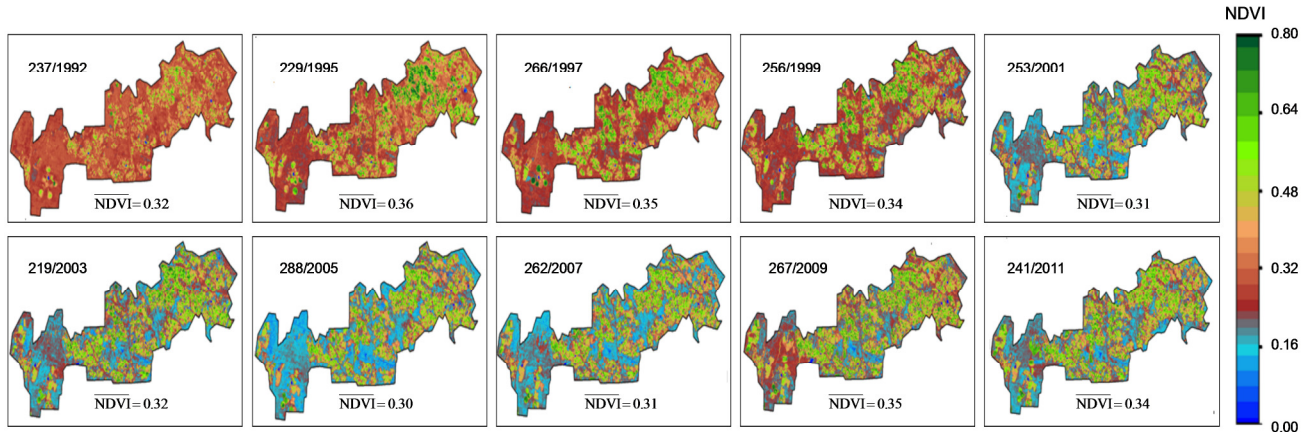 NDVI
237/1992
229/1995
266/1997
256/1999
253/2001
NDVI = 0.32
NDVI = 0.36
NDVI = 0.35
NDVI = 0.34
NDVI = 0.31
219/2003
288/2005
262/2007
267/2009
241/2011
NDVI = 0.32
NDVI = 0.30
NDVI = 0.31
NDVI = 0.35
NDVI = 0.34
0.80
0.64
0.48
0.32
0.16
0.00